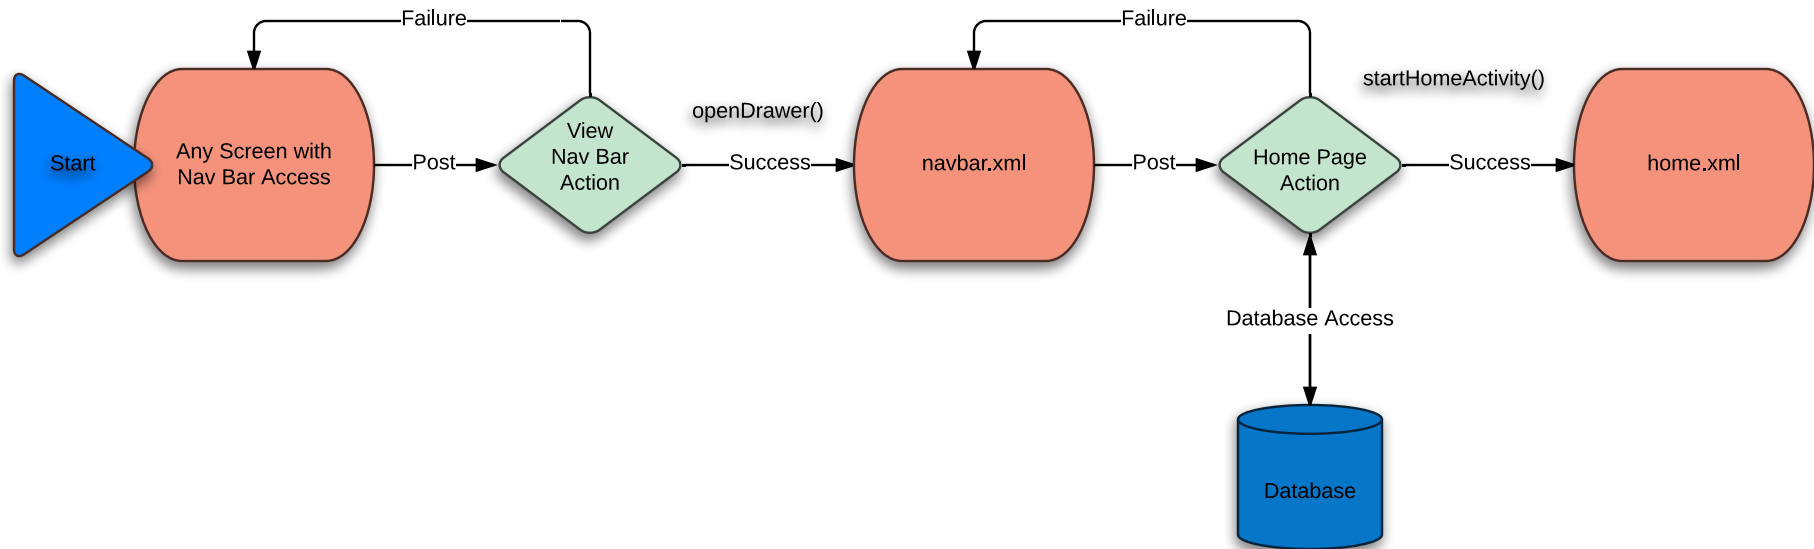 Failure
Failure
startHomeActivity()
openDrawer()
Start
Any Screen with
Nav Bar Access
Post
View
Nav Bar
Action
Success
navbar.xml
Post
Home Page
Action
Success
home.xml
Database Access
Database